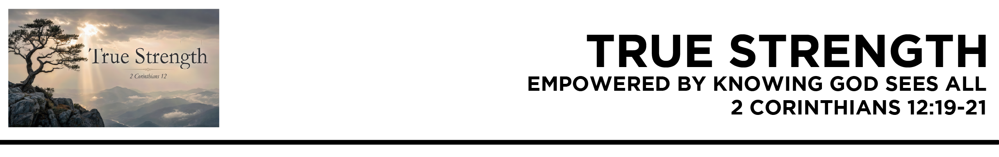 True Strength
2 Corinthians 12
TRUE STRENGTH
EMPOWERED BY KNOWING GOD SEES ALL
2 CORINTHIANS 12:19-21